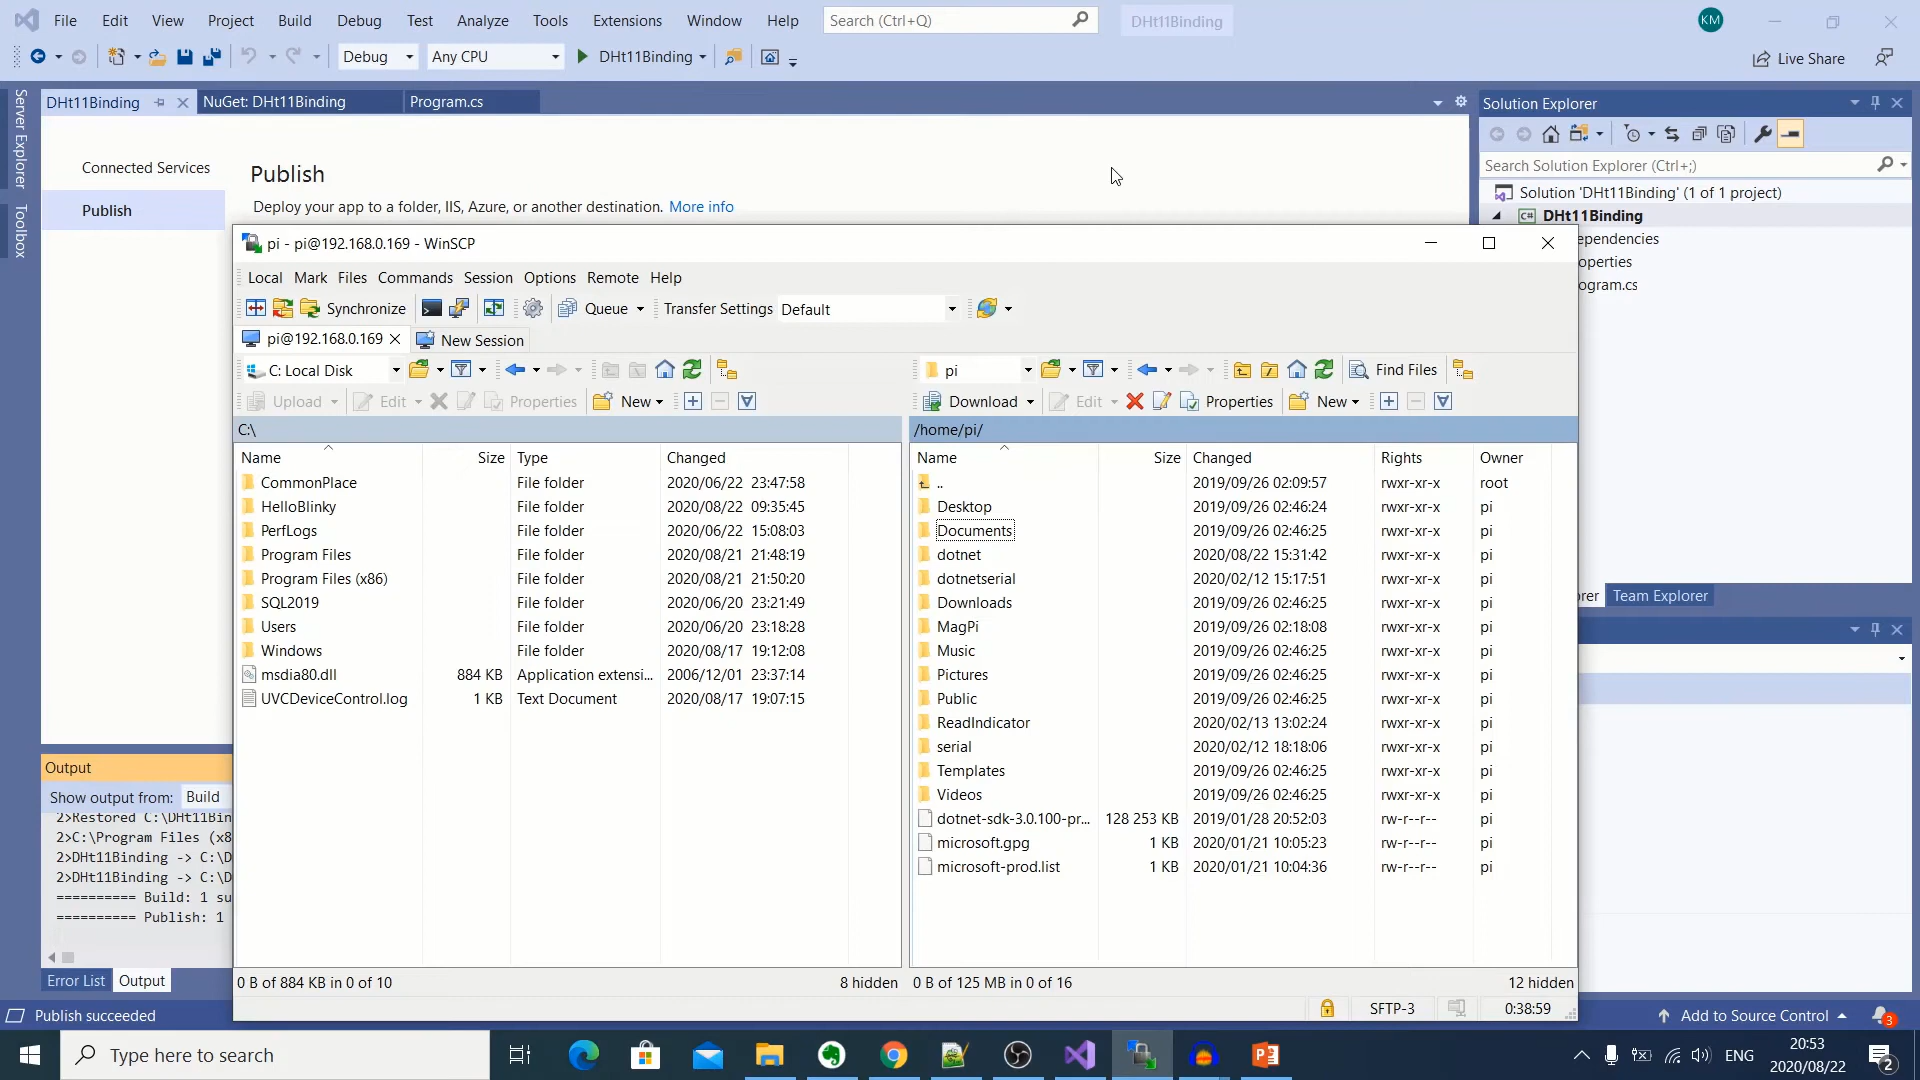 File Edit View Project Build Debug Test Analyze Tools Extensions Window Help Search (Ctrl+Q) DHt11Binding KM
Debug Any CPU DHt11Binding Live Share
Server Explorer
Toolbox
DHt11Binding NuGet: DHt11Binding Program.cs
Connected Services
Publish
Publish
Deploy your app to a folder, IIS, Azure, or another destination. More info
Solution Explorer
Search Solution Explorer (Ctrl+;)
Solution 'DHt11Binding' (1 of 1 project)
C# DHt11Binding
ependencies
operties
ogram.cs
rer Team Explorer
pi - pi@192.168.0.169 - WinSCP
Local Mark Files Commands Session Options Remote Help
Synchronize Queue Transfer Settings Default
pi@192.168.0.169 New Session
C: Local Disk pi Find Files
Upload Edit Properties New Download Edit Properties New
C:\ /home/pi/
Name Size Type Changed
CommonPlace File folder 2020/06/22 23:47:58
HelloBlinky File folder 2020/08/22 09:35:45
PerfLogs File folder 2020/06/22 15:08:03
Program Files File folder 2020/08/21 21:48:19
Program Files (x86) File folder 2020/08/21 21:50:20
SQL2019 File folder 2020/06/20 23:21:49
Users File folder 2020/06/20 23:18:28
Windows File folder 2020/08/17 19:12:08
msdia80.dll 884 KB Application extensi... 2006/12/01 23:37:14
UVCDeviceControl.log 1 KB Text Document 2020/08/17 19:07:15
Name Size Changed Rights Owner
.. 2019/09/26 02:09:57 rwxr-xr-x root
Desktop 2019/09/26 02:46:24 rwxr-xr-x pi
Documents 2019/09/26 02:46:25 rwxr-xr-x pi
dotnet 2020/08/22 15:31:42 rwxr-xr-x pi
dotnetserial 2020/02/12 15:17:51 rwxr-xr-x pi
Downloads 2019/09/26 02:46:25 rwxr-xr-x pi
MagPi 2019/09/26 02:18:08 rwxr-xr-x pi
Music 2019/09/26 02:46:25 rwxr-xr-x pi
Pictures 2019/09/26 02:46:25 rwxr-xr-x pi
Public 2019/09/26 02:46:25 rwxr-xr-x pi
ReadIndicator 2020/02/13 13:02:24 rwxr-xr-x pi
serial 2020/02/12 18:18:06 rwxr-xr-x pi
Templates 2019/09/26 02:46:25 rwxr-xr-x pi
Videos 2019/09/26 02:46:25 rwxr-xr-x pi
dotnet-sdk-3.0.100-pr... 128 253 KB 2019/01/28 20:52:03 rw-r--r-- pi
microsoft.gpg 1 KB 2020/01/21 10:05:23 rw-r--r-- pi
microsoft-prod.list 1 KB 2020/01/21 10:04:36 rw-r--r-- pi
0 B of 884 KB in 0 of 10 8 hidden 0 B of 125 MB in 0 of 16 12 hidden
SFTP-3 0:38:59
Output
Show output from: Build
2>Restored C:\DHt11Bin
2>C:\Program Files (x8
2>DHt11Binding -> C:\D
2>DHt11Binding -> C:\D
========== Build: 1 su
========== Publish: 1
Error List Output
Publish succeeded Add to Source Control 3
Type here to search ENG 20:53
2020/08/22 2